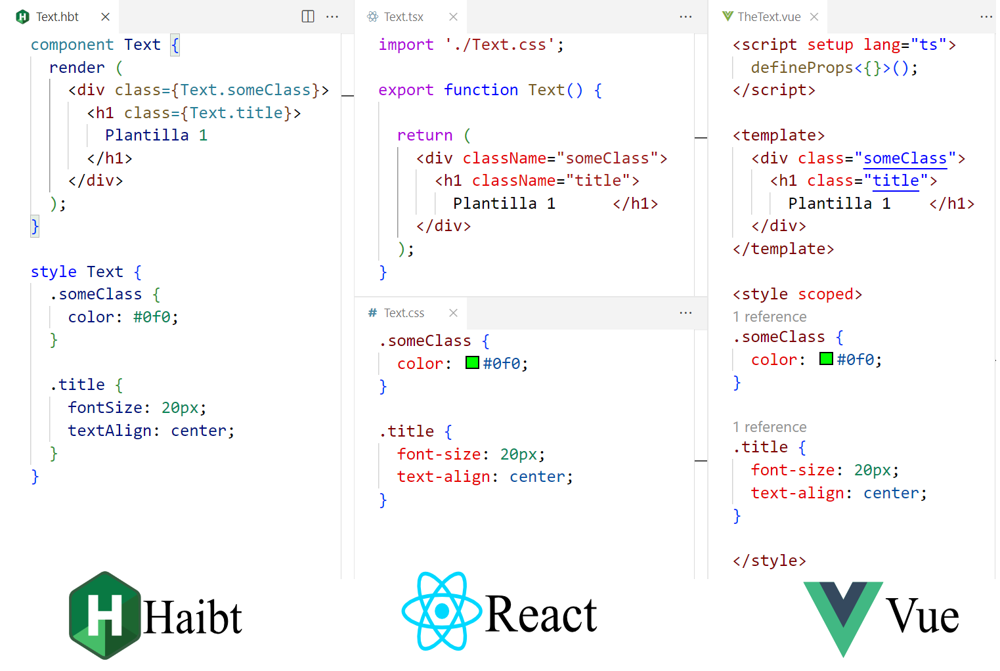 Text.hbt
component Text {
render (
<div class={Text.someClass}>
<h1 class={Text.title}>
Plantilla 1
</h1>
</div>
);
}
style Text {
.someClass {
color: #0f0;
}
.title {
fontSize: 20px;
textAlign: center;
}
}
Text.tsx
import './Text.css';
export function Text() {
return (
<div className="someClass">
<h1 className="title">
Plantilla 1 </h1>
</div>
);
}
# Text.css
.someClass {
color: #0f0;
}
.title {
font-size: 20px;
text-align: center;
}
TheText.vue
<script setup lang="ts">
defineProps<{}>();
</script>
<template>
<div class="someClass">
<h1 class="title">
Plantilla 1 </h1>
</div>
</template>
<style scoped>
1 reference
.someClass {
color: #0f0;
}
1 reference
.title {
font-size: 20px;
text-align: center;
}
</style>
H Haibt
React
Vue